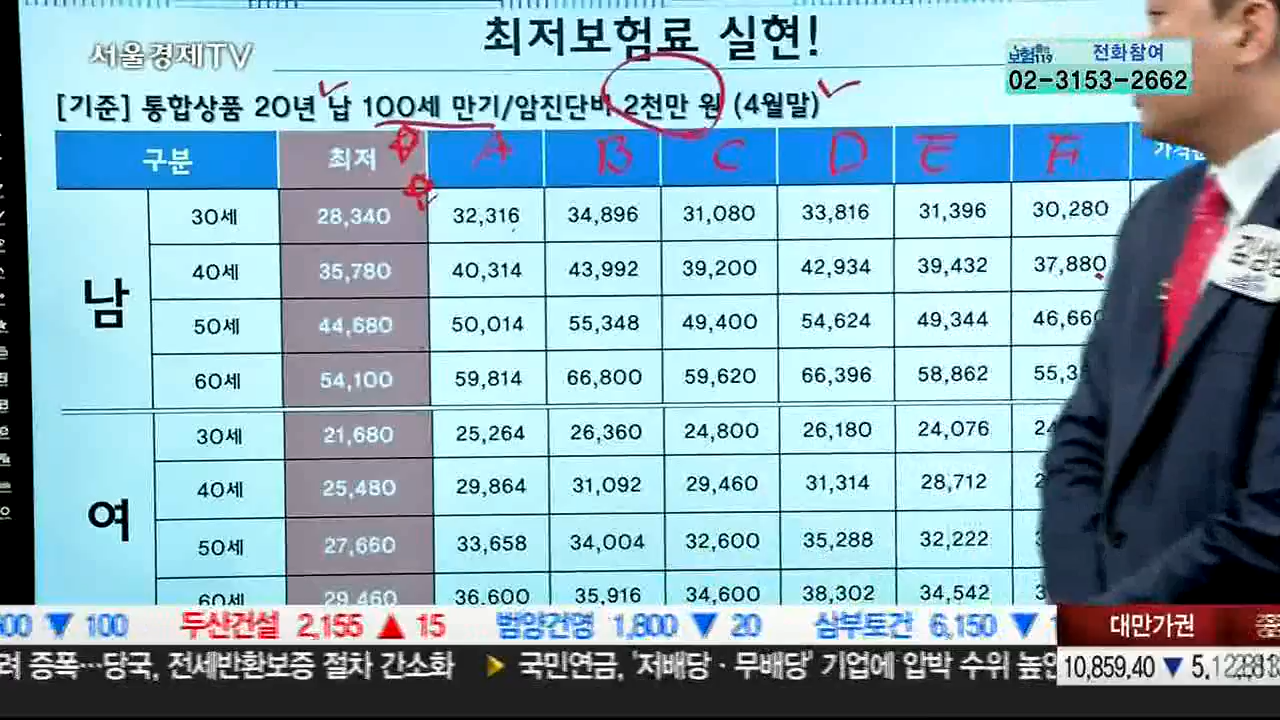 최저보험료 실현!
서울경제TV
보험119 전화참여
02-3153-2662
[기준] 통합상품 20년 납 100세 만기/암진단비 2천만 원 (4월말)
구분 최저 A B C D E F
남
30세 28,340 32,316 34,896 31,080 33,816 31,396 30,280
40세 35,780 40,314 43,992 39,200 42,934 39,432 37,880
50세 44,680 50,014 55,348 49,400 54,624 49,344
60세 54,100 59,814 66,800 59,620 66,396 58,862
여
30세 21,680 25,264 26,360 24,800 26,180 24,076
40세 25,480 29,864 31,092 29,460 31,314 28,712
50세 27,660 33,658 34,004 32,600 35,288 32,222
60세 29,460 36,600 35,916 34,600 38,302 34,542
▼ 100 두산건설 2,155 ▲ 15 범양건영 1,800 ▼ 20 삼부토건 6,150 ▼
대만가권
증폭…당국, 전세반환보증 절차 간소화 ▶ 국민연금, '저배당·무배당' 기업에 압박 수위
10,859.40 ▼